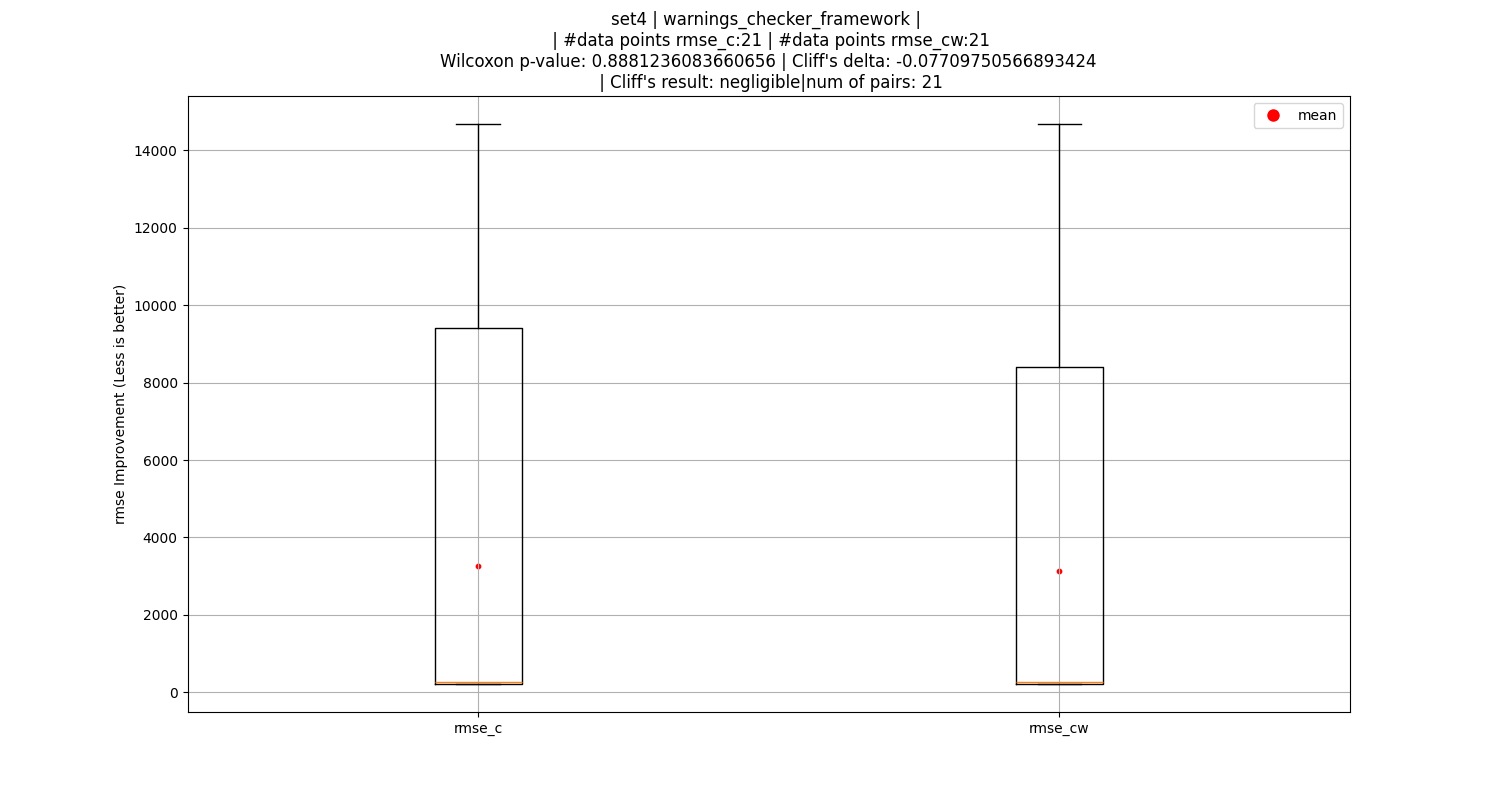 set4 | warnings_checker_framework |
| #data points rmse_c:21 | #data points rmse_cw:21
Wilcoxon p-value: 0.8881236083660656 | Cliff's delta: -0.07709750566893424
| Cliff's result: negligible|num of pairs: 21
mean
14000
12000
10000
8000
6000
4000
2000
0
rmse Improvement (Less is better)
rmse_c
rmse_cw